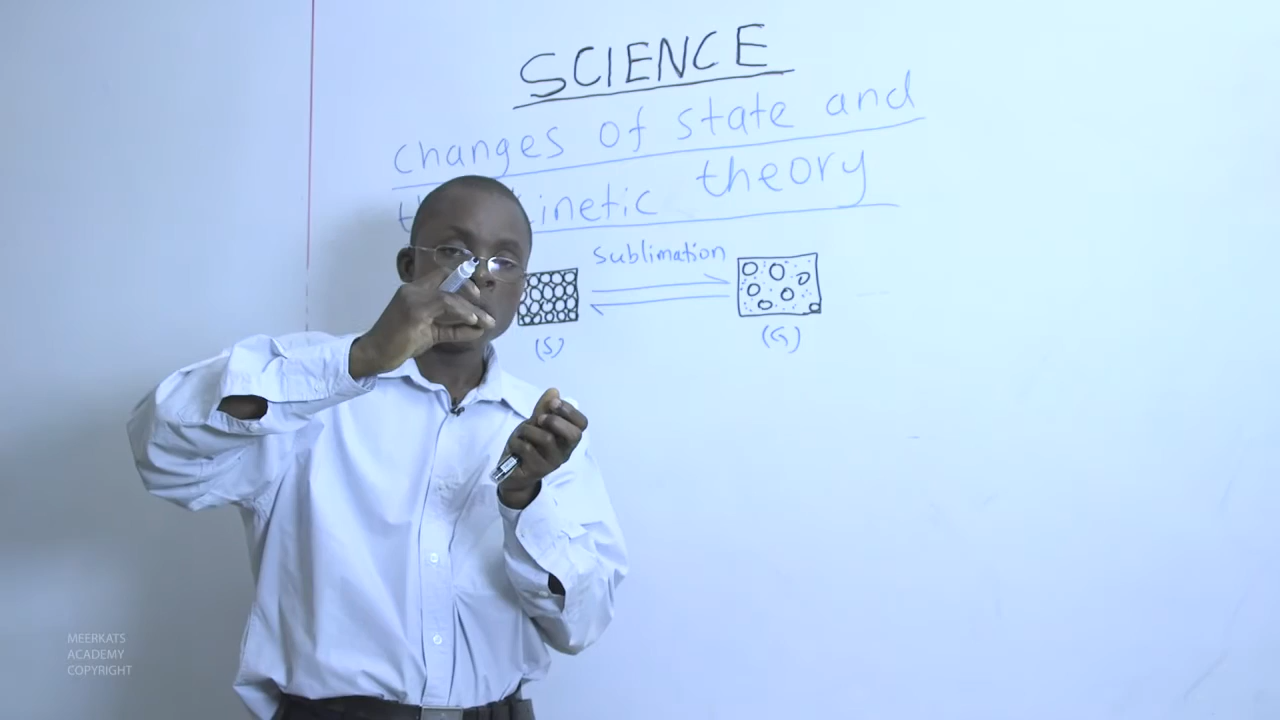 SCIENCE
changes of state and
kinetic theory
sublimation
(S)
(G)
MEERKATS
ACADEMY
COPYRIGHT